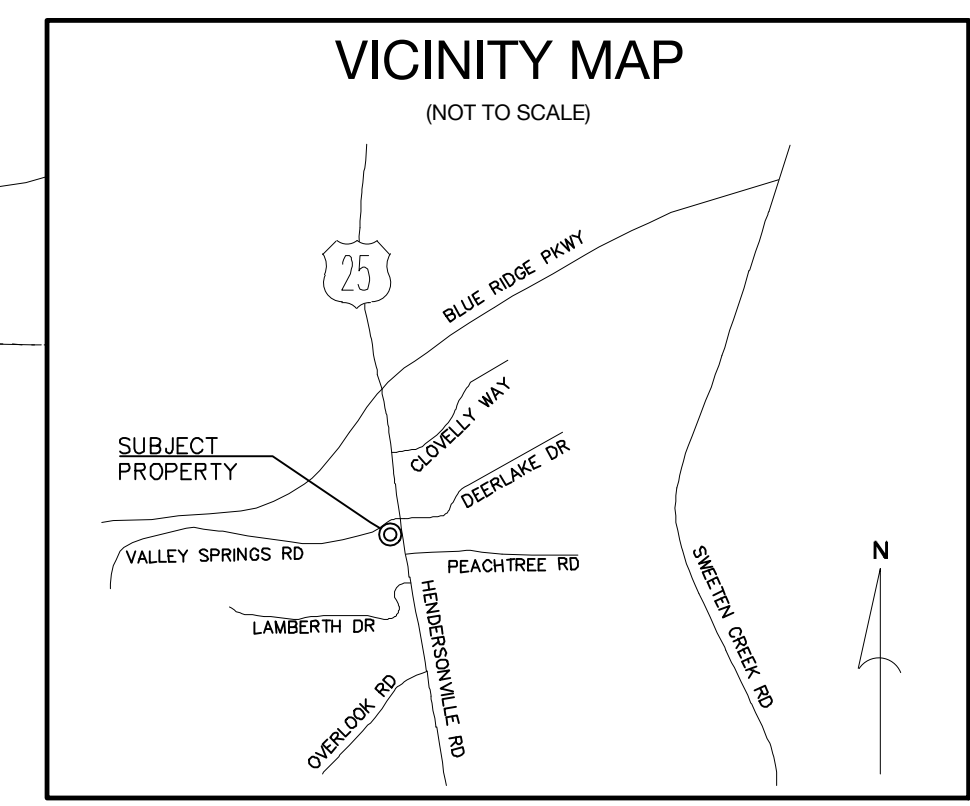 VICINITY MAP
(NOT TO SCALE)
25
BLUE RIDGE PKWY
CLOVELLY WAY
SUBJECT
PROPERTY
DEERLAKE DR
VALLEY SPRINGS RD
PEACHTREE RD
N
SWEETEN CREEK RD
HENDERSONVILLE RD
LAMBERTH DR
OVERLOOK RD